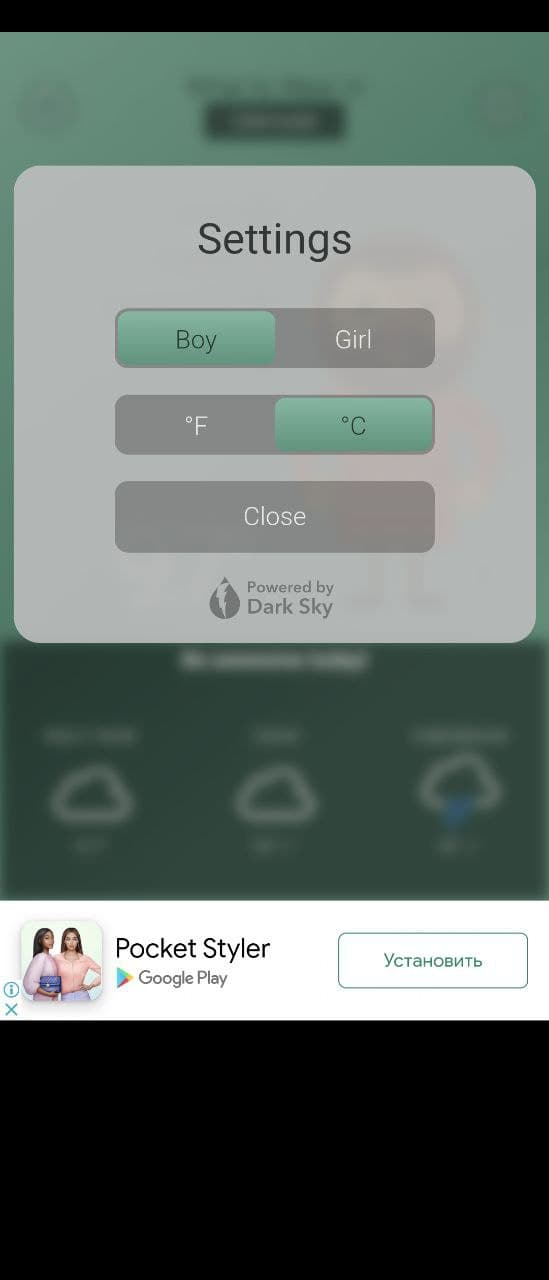 Settings
Boy
Girl
°F
°C
Close
Powered by
Dark Sky
Pocket Styler
Google Play
Установить